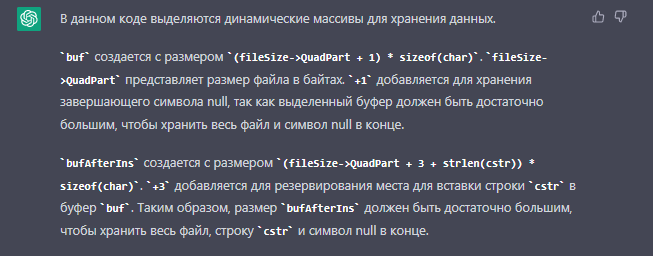 В данном коде выделяются динамические массивы для хранения данных.
`buf` создается с размером `(fileSize->QuadPart + 1) * sizeof(char)`. `fileSize-
>QuadPart` представляет размер файла в байтах. `+1` добавляется для хранения
завершающего символа null, так как выделенный буфер должен быть достаточно
большим, чтобы хранить весь файл и символ null в конце.
`bufAfterIns` создается с размером `(fileSize->QuadPart + 3 + strlen(cstr)) *
sizeof(char)`. `+3` добавляется для резервирования места для вставки строки `cstr` в
буфер `buf`. Таким образом, размер `bufAfterIns` должен быть достаточно большим,
чтобы хранить весь файл, строку `cstr` и символ null в конце.